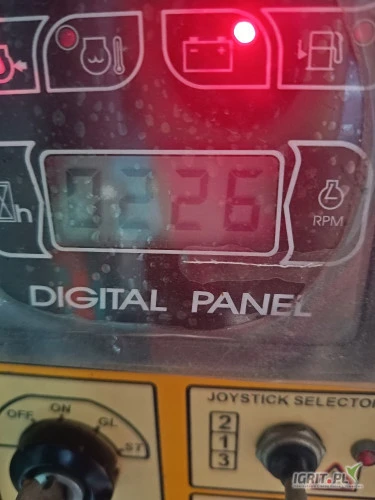 h
0226
RPM
DIGITAL PANEL
OFF ON GL ST
JOYSTICK SELECTOR
2
1
3
IGRIT.PL